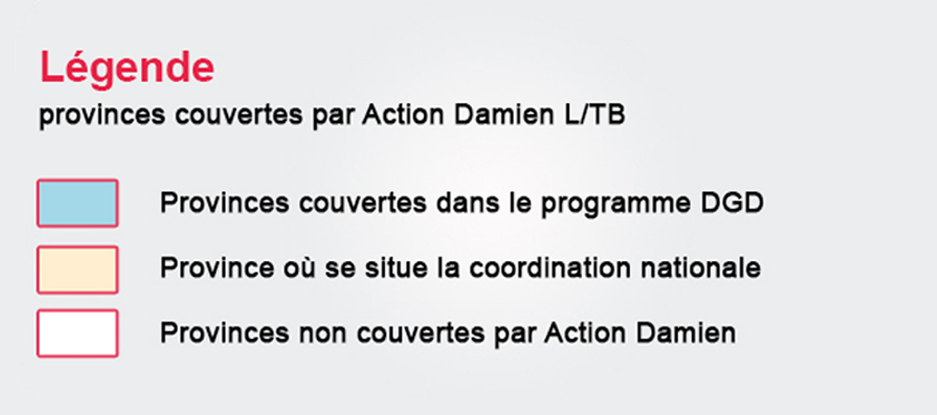 Légende
provinces couvertes par Action Damien L/TB
Provinces couvertes dans le programme DGD
Province où se situe la coordination nationale
Provinces non couvertes par Action Damien